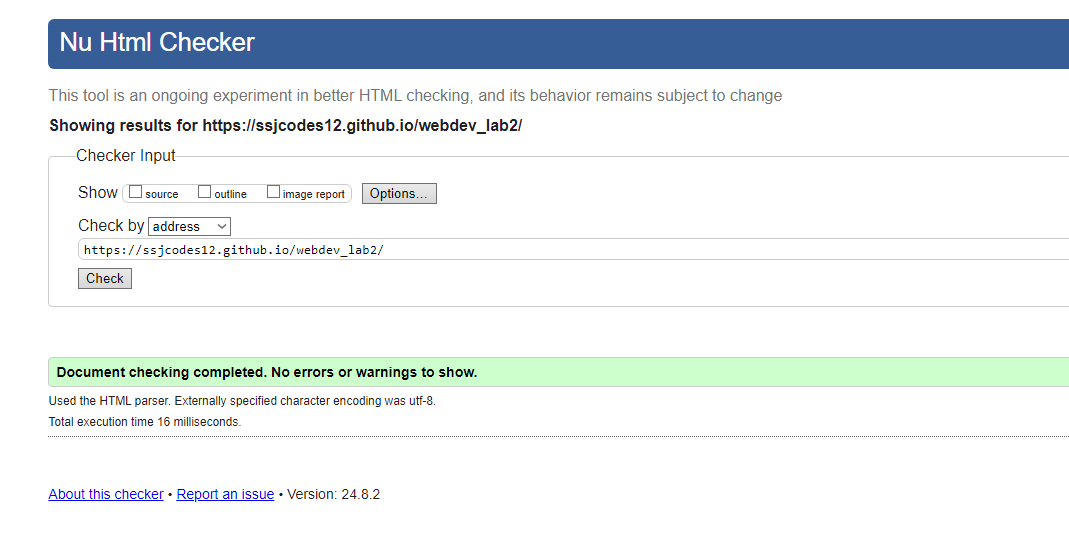 Nu Html Checker
This tool is an ongoing experiment in better HTML checking, and its behavior remains subject to change
Showing results for https://ssjcodes12.github.io/webdev_lab2/
Checker Input
Show source outline image report Options...
Check by address
https://ssjcodes12.github.io/webdev_lab2/
Check
Document checking completed. No errors or warnings to show.
Used the HTML parser. Externally specified character encoding was utf-8.
Total execution time 16 milliseconds.
About this checker • Report an issue • Version: 24.8.2